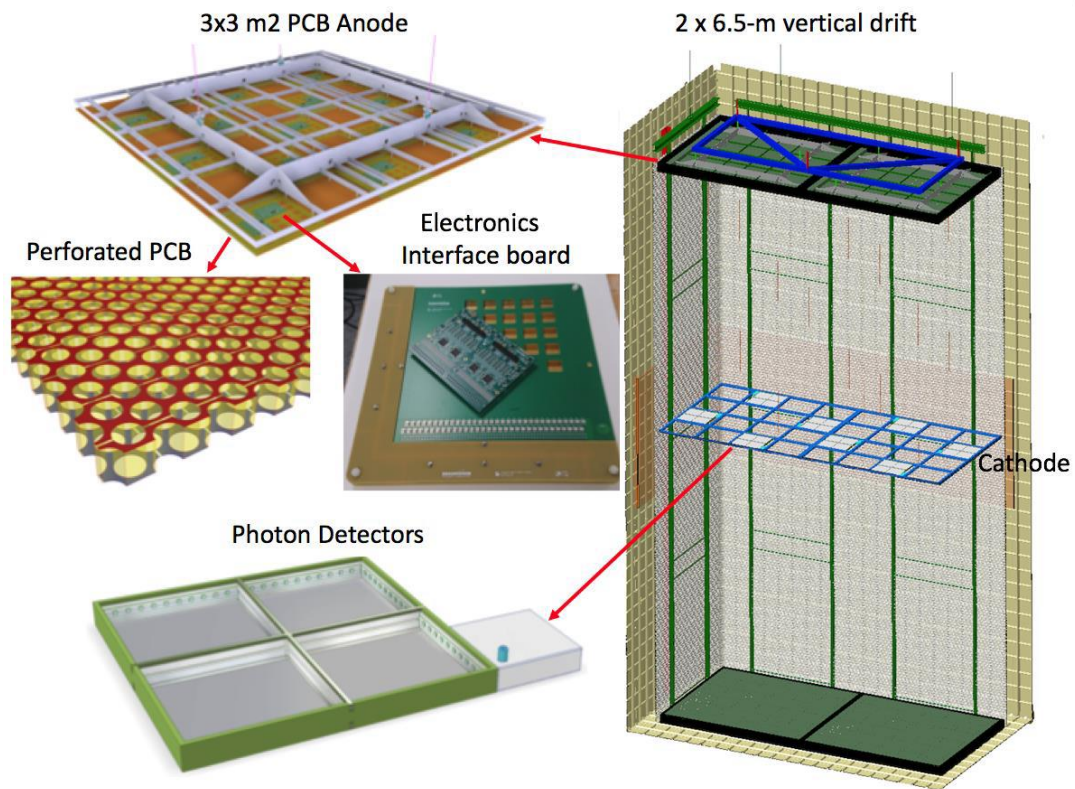 3x3 m2 PCB Anode
2 x 6.5-m vertical drift
Perforated PCB
Electronics
Interface board
Cathode
Photon Detectors